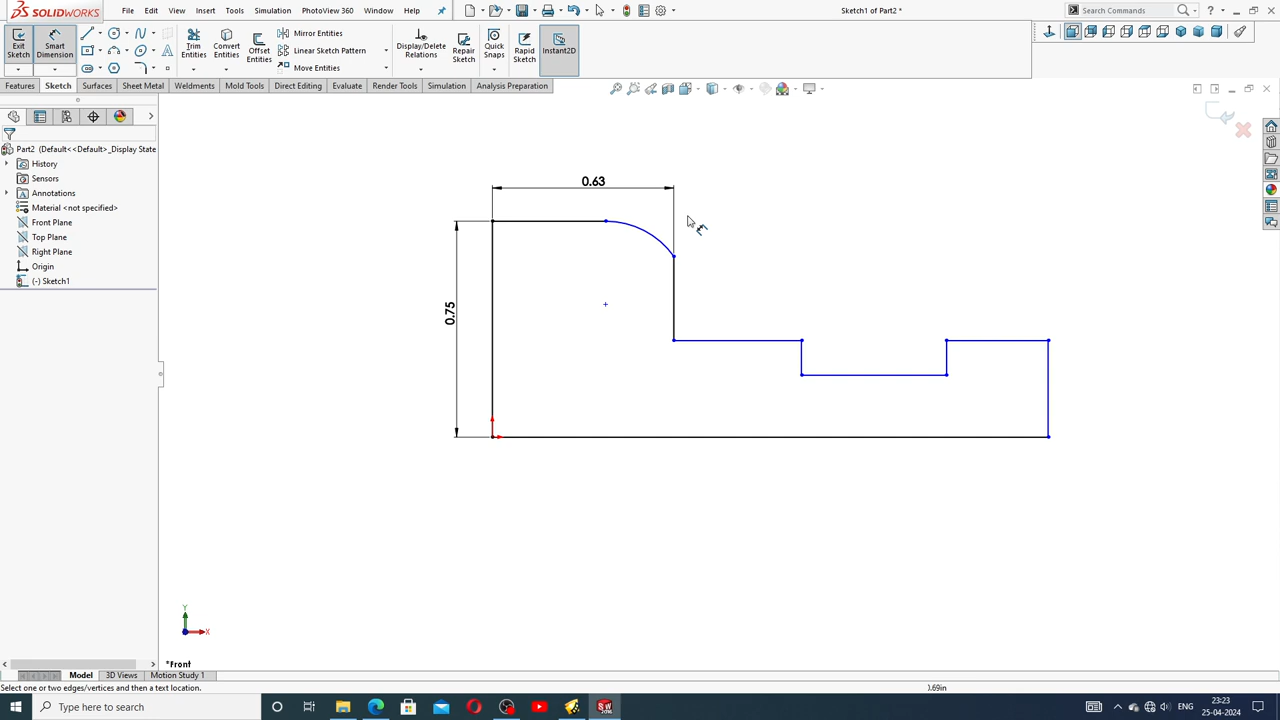 SOLIDWORKS File Edit View Insert Tools Simulation PhotoView 360 Window Help Sketch1 of Part2 * Search Commands
Exit Sketch
Smart Dimension
Trim Entities
Convert Entities
Offset Entities
Mirror Entities
Linear Sketch Pattern
Move Entities
Display/Delete Relations
Repair Sketch
Quick Snaps
Rapid Sketch
Instant2D
Features Sketch Surfaces Sheet Metal Weldments Mold Tools Direct Editing Evaluate Render Tools Simulation Analysis Preparation
Part2 (Default<<Default>_Display State
History
Sensors
Annotations
Material <not specified>
Front Plane
Top Plane
Right Plane
Origin
(-) Sketch1
0.63
0.75
Y
X
*Front
Model 3D Views Motion Study 1
Select one or two edges/vertices and then a text location. 0.69in
Type here to search
ENG
23:23
25-04-2024